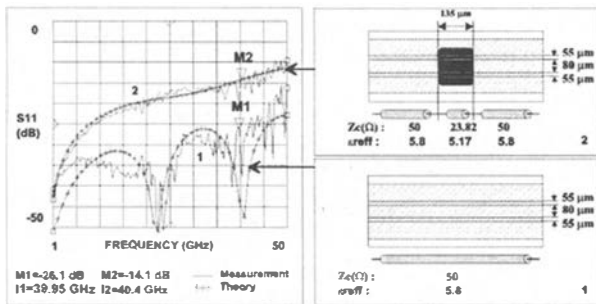 0
S11
(dB)
-50
2
M2
M1
1
1
FREQUENCY (GHz)
50
M1=-26.1 dB M2=-14.1 dB
f1=39.95 GHz f2=40.4 GHz
Measurement
Theory
135 µm
55 µm
80 µm
55 µm
Zc(Ω) : 50 23.82 50
εreff : 5.8 5.17 5.8
2
55 µm
80 µm
55 µm
Zc(Ω) : 50
εreff : 5.8
1